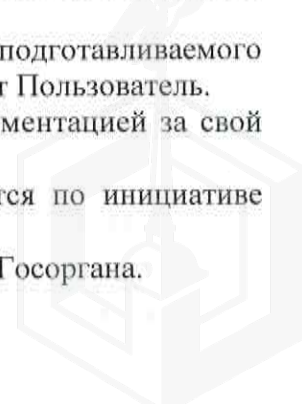 подготавливаемого
т Пользователь.
ментацией за свой
тся по инициативе
Госоргана.